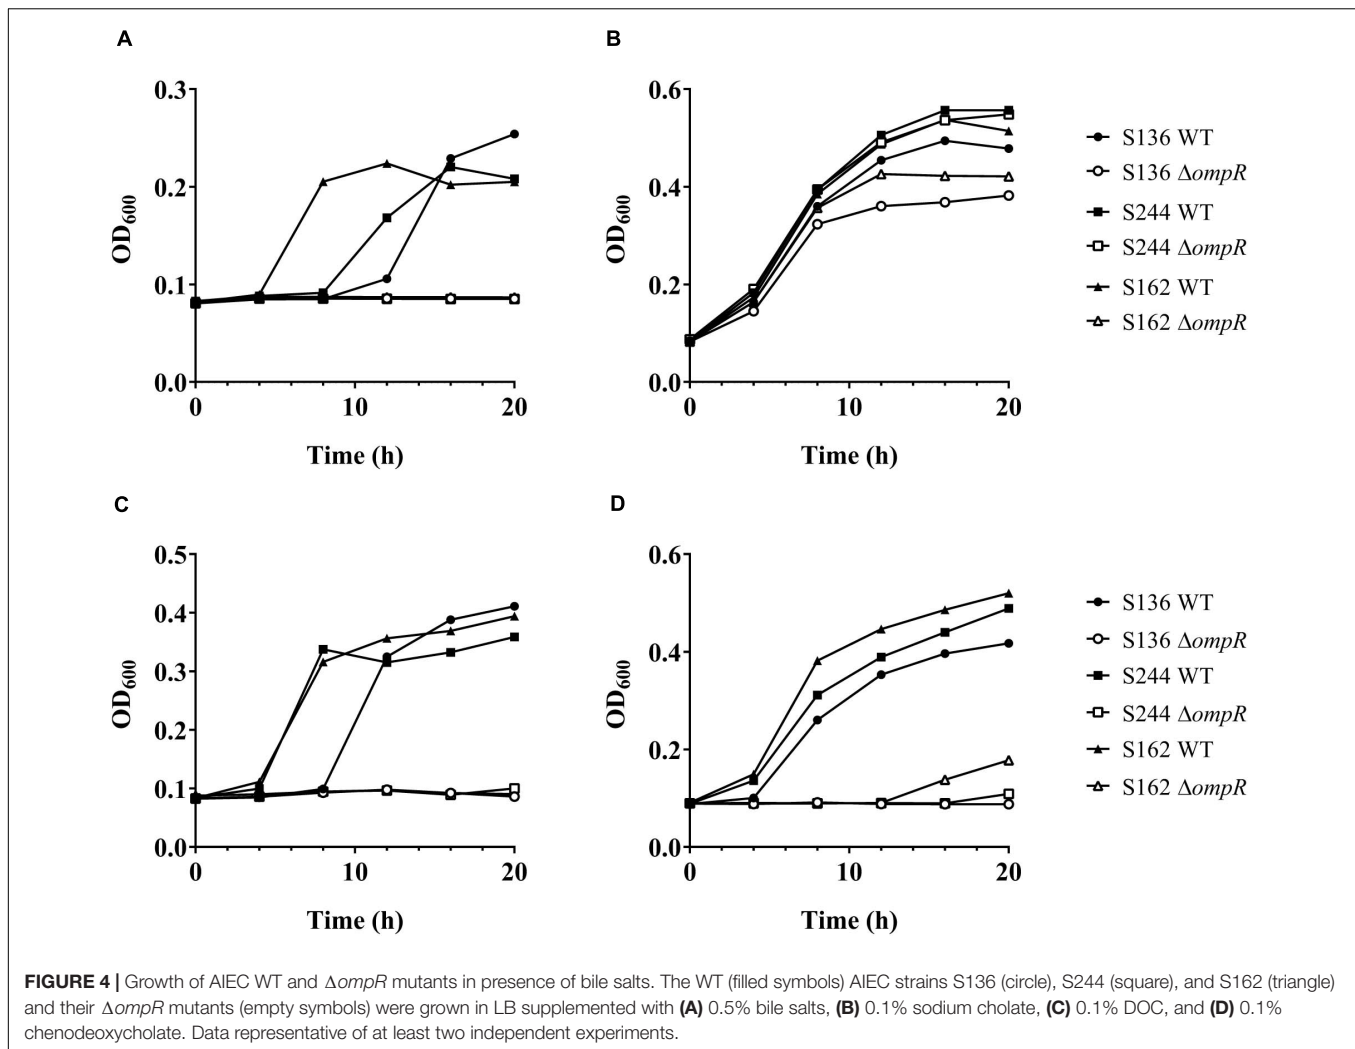 A
B
0.3
0.2
0.1
0.0
OD600
0 10 20
Time (h)
0.6
0.4
0.2
0.0
OD600
0 10 20
Time (h)
S136 WT
S136 ΔompR
S244 WT
S244 ΔompR
S162 WT
S162 ΔompR
C
D
0.5
0.4
0.3
0.2
0.1
0.0
OD600
0 10 20
Time (h)
0.6
0.4
0.2
0.0
OD600
0 10 20
Time (h)
S136 WT
S136 ΔompR
S244 WT
S244 ΔompR
S162 WT
S162 ΔompR
FIGURE 4 | Growth of AIEC WT and ΔompR mutants in presence of bile salts. The WT (filled symbols) AIEC strains S136 (circle), S244 (square), and S162 (triangle)
and their ΔompR mutants (empty symbols) were grown in LB supplemented with (A) 0.5% bile salts, (B) 0.1% sodium cholate, (C) 0.1% DOC, and (D) 0.1%
chenodeoxycholate. Data representative of at least two independent experiments.